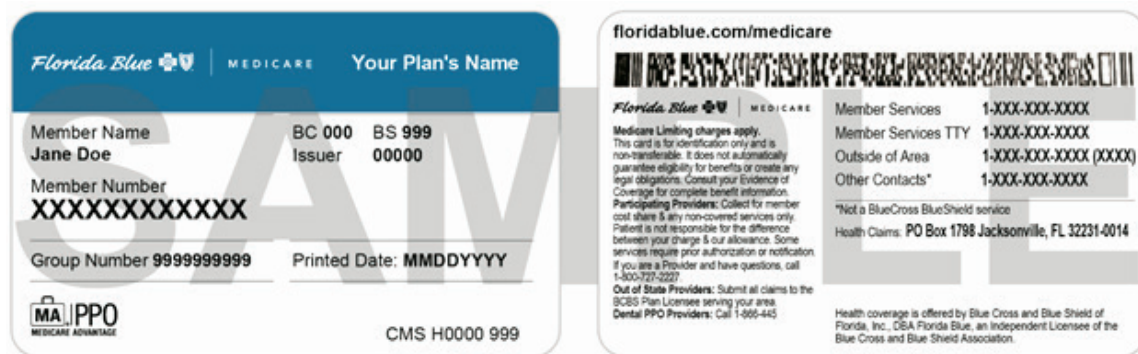 Florida Blue MEDICARE Your Plan's Name
Member Name
Jane Doe
BC 000 BS 999
Issuer 00000
Member Number
XXXXXXXXXXXX
Group Number 9999999999
Printed Date: MMDDYYYY
MA PPO
MEDICARE ADVANTAGE
CMS H0000 999
SAMPLE
floridablue.com/medicare
Florida Blue MEDICARE
Medicare Limiting charges apply.
This card is for identification only and is
non-transferable. It does not automatically
guarantee eligibility for benefits or create any
legal obligations. Consult your Evidence of
Coverage for complete benefit information.
Participating Providers: Collect for member
cost share & any non-covered services only.
Patient is not responsible for the difference
between your charge & our allowance. Some
services require prior authorization or notification.
If you are a Provider and have questions, call
1-800-727-2227.
Out of State Providers: Submit all claims to the
BCBS Plan Licensee serving your area.
Dental PPO Providers: Call 1-866-445
Member Services 1-XXX-XXX-XXXX
Member Services TTY 1-XXX-XXX-XXXX
Outside of Area 1-XXX-XXX-XXXX (XXXX)
Other Contacts* 1-XXX-XXX-XXXX
*Not a BlueCross BlueShield service
Health Claims: PO Box 1798 Jacksonville, FL 32231-0014
Health coverage is offered by Blue Cross and Blue Shield of
Florida, Inc., DBA Florida Blue, an Independent Licensee of the
Blue Cross and Blue Shield Association.